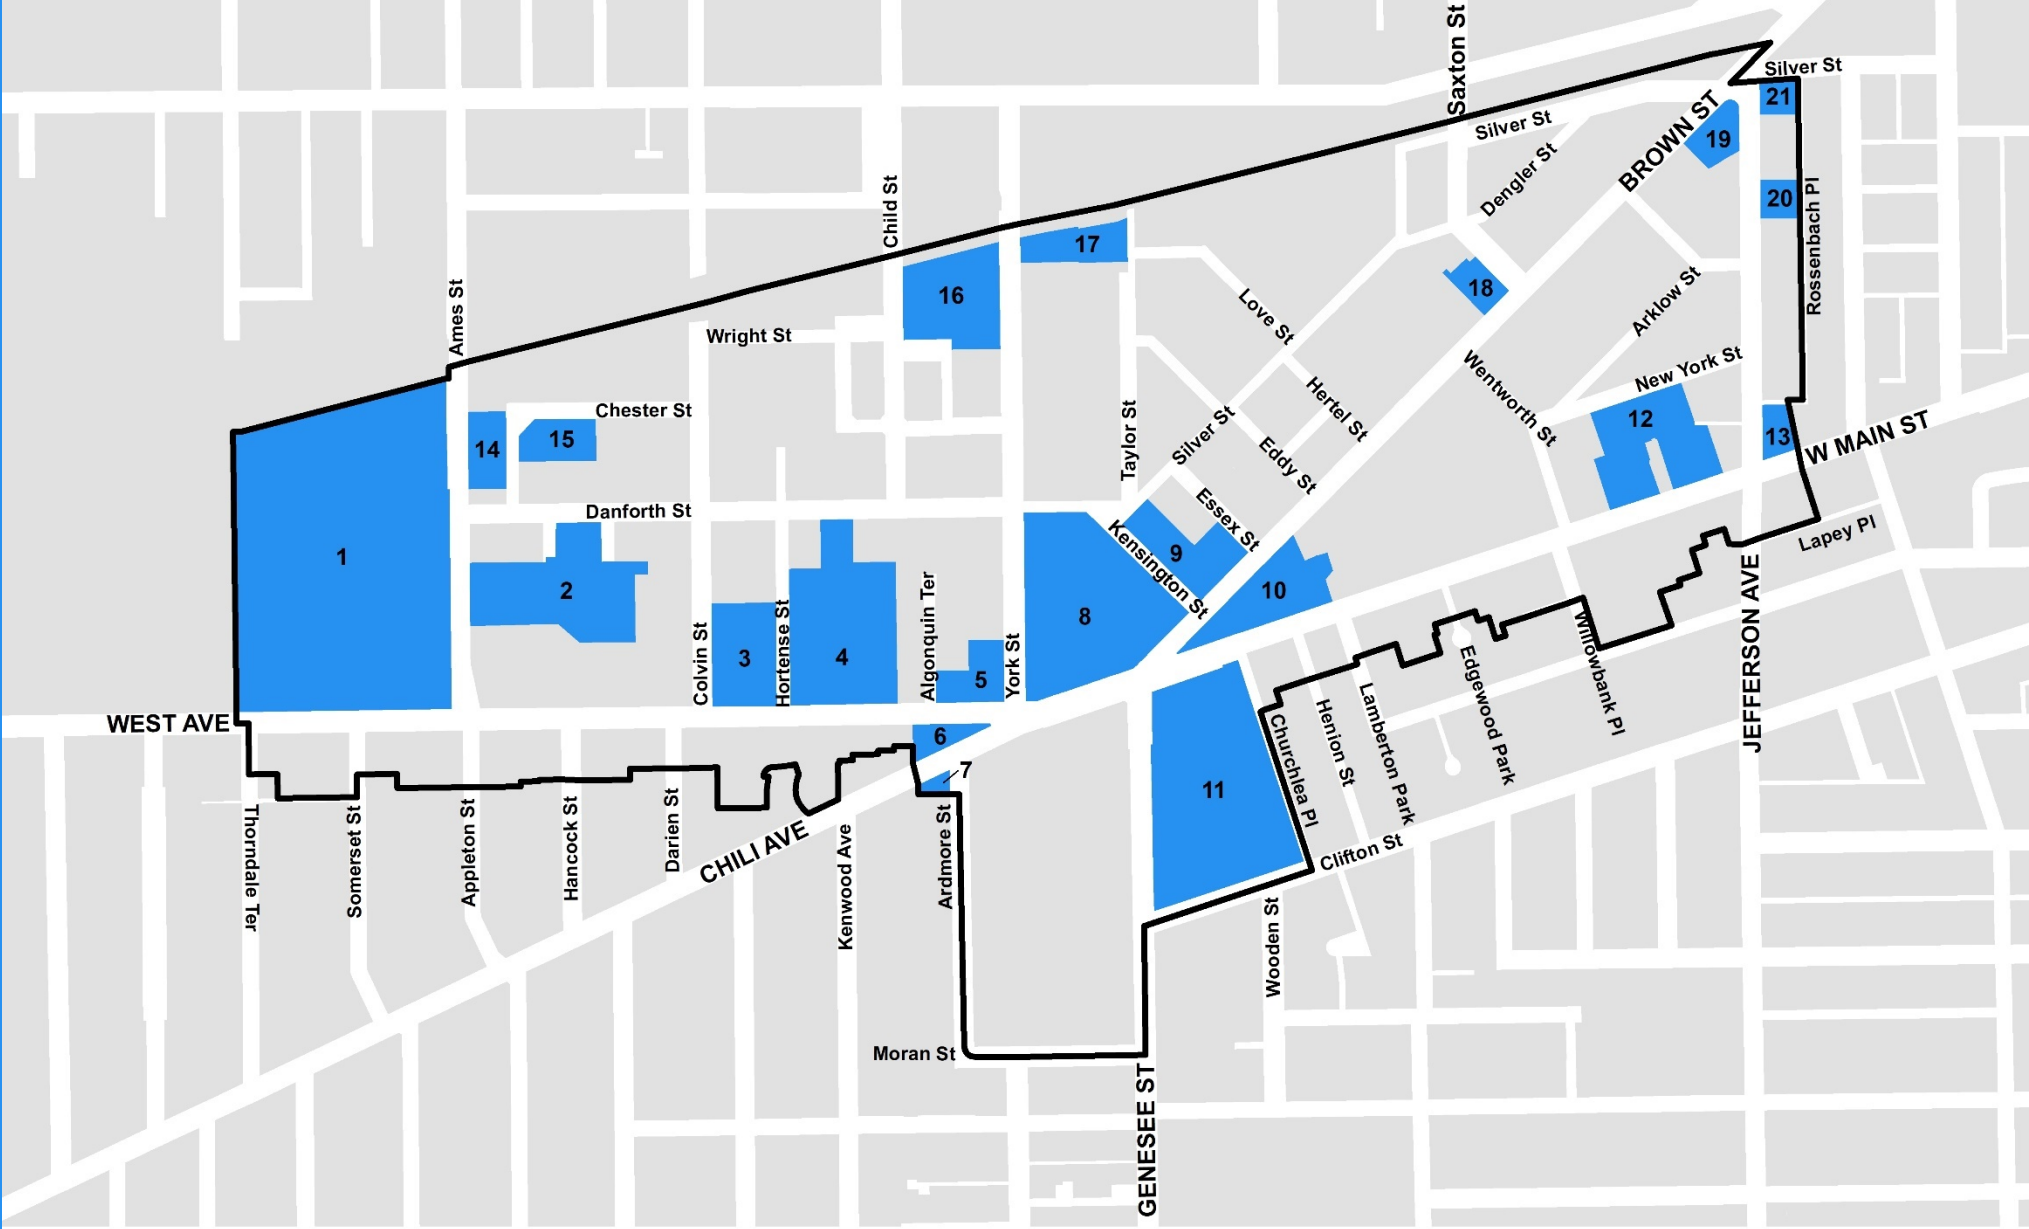 Saxton St
Silver St
21
BROWN ST
19
Silver St
Dengler St
20
Rosenbach Pl
Child St
17
16
18
Ames St
Love St
Arklow St
Wright St
Wentworth St
New York St
Chester St
14
15
Taylor St
Silver St
Hertel St
Eddy St
12
13
W MAIN ST
Danforth St
Essex St
Kensington St
9
Lapey Pl
1
2
Algonquin Ter
8
10
JEFFERSON AVE
Colvin St
3
Hortense St
4
5
York St
Willowbank Pl
Edgewood Park
Lamberton Park
Henion St
Churchlea Pl
WEST AVE
6
7
11
Thorndale Ter
Somerset St
Appleton St
Hancock St
Darien St
CHILI AVE
Kenwood Ave
Ardmore St
Clifton St
Wooden St
Moran St
GENESEE ST